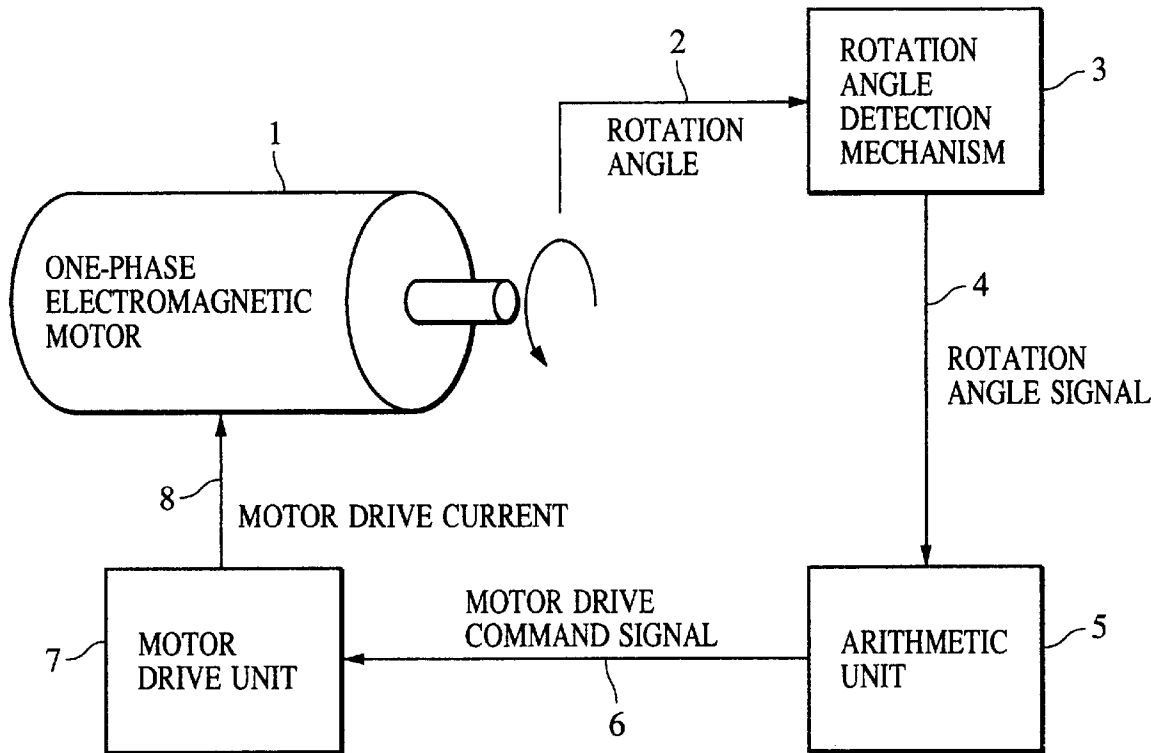 2
ROTATION
ANGLE
ROTATION
ANGLE
DETECTION
MECHANISM
3
1
ONE-PHASE
ELECTROMAGNETIC
MOTOR
4
ROTATION
ANGLE SIGNAL
8
MOTOR DRIVE CURRENT
7
MOTOR
DRIVE UNIT
MOTOR DRIVE
COMMAND SIGNAL
6
ARITHMETIC
UNIT
5